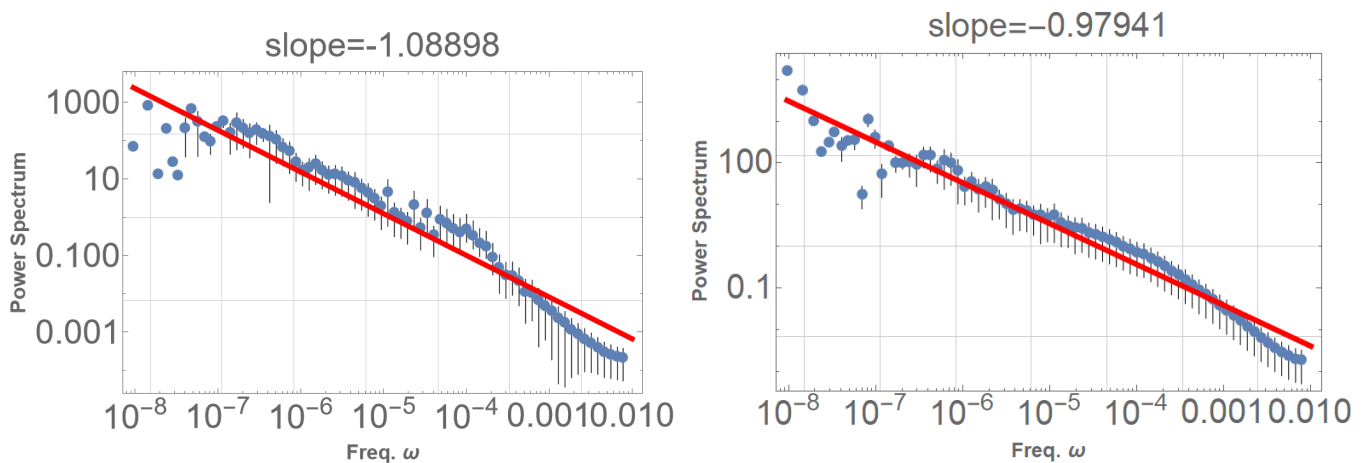 slope=-1.08898
1000
10
0.100
0.001
Power Spectrum
10⁻⁸ 10⁻⁷ 10⁻⁶ 10⁻⁵ 10⁻⁴ 0.001 0.010
Freq. ω
slope=−0.97941
100
0.1
Power Spectrum
10⁻⁸ 10⁻⁷ 10⁻⁶ 10⁻⁵ 10⁻⁴ 0.001 0.010
Freq. ω